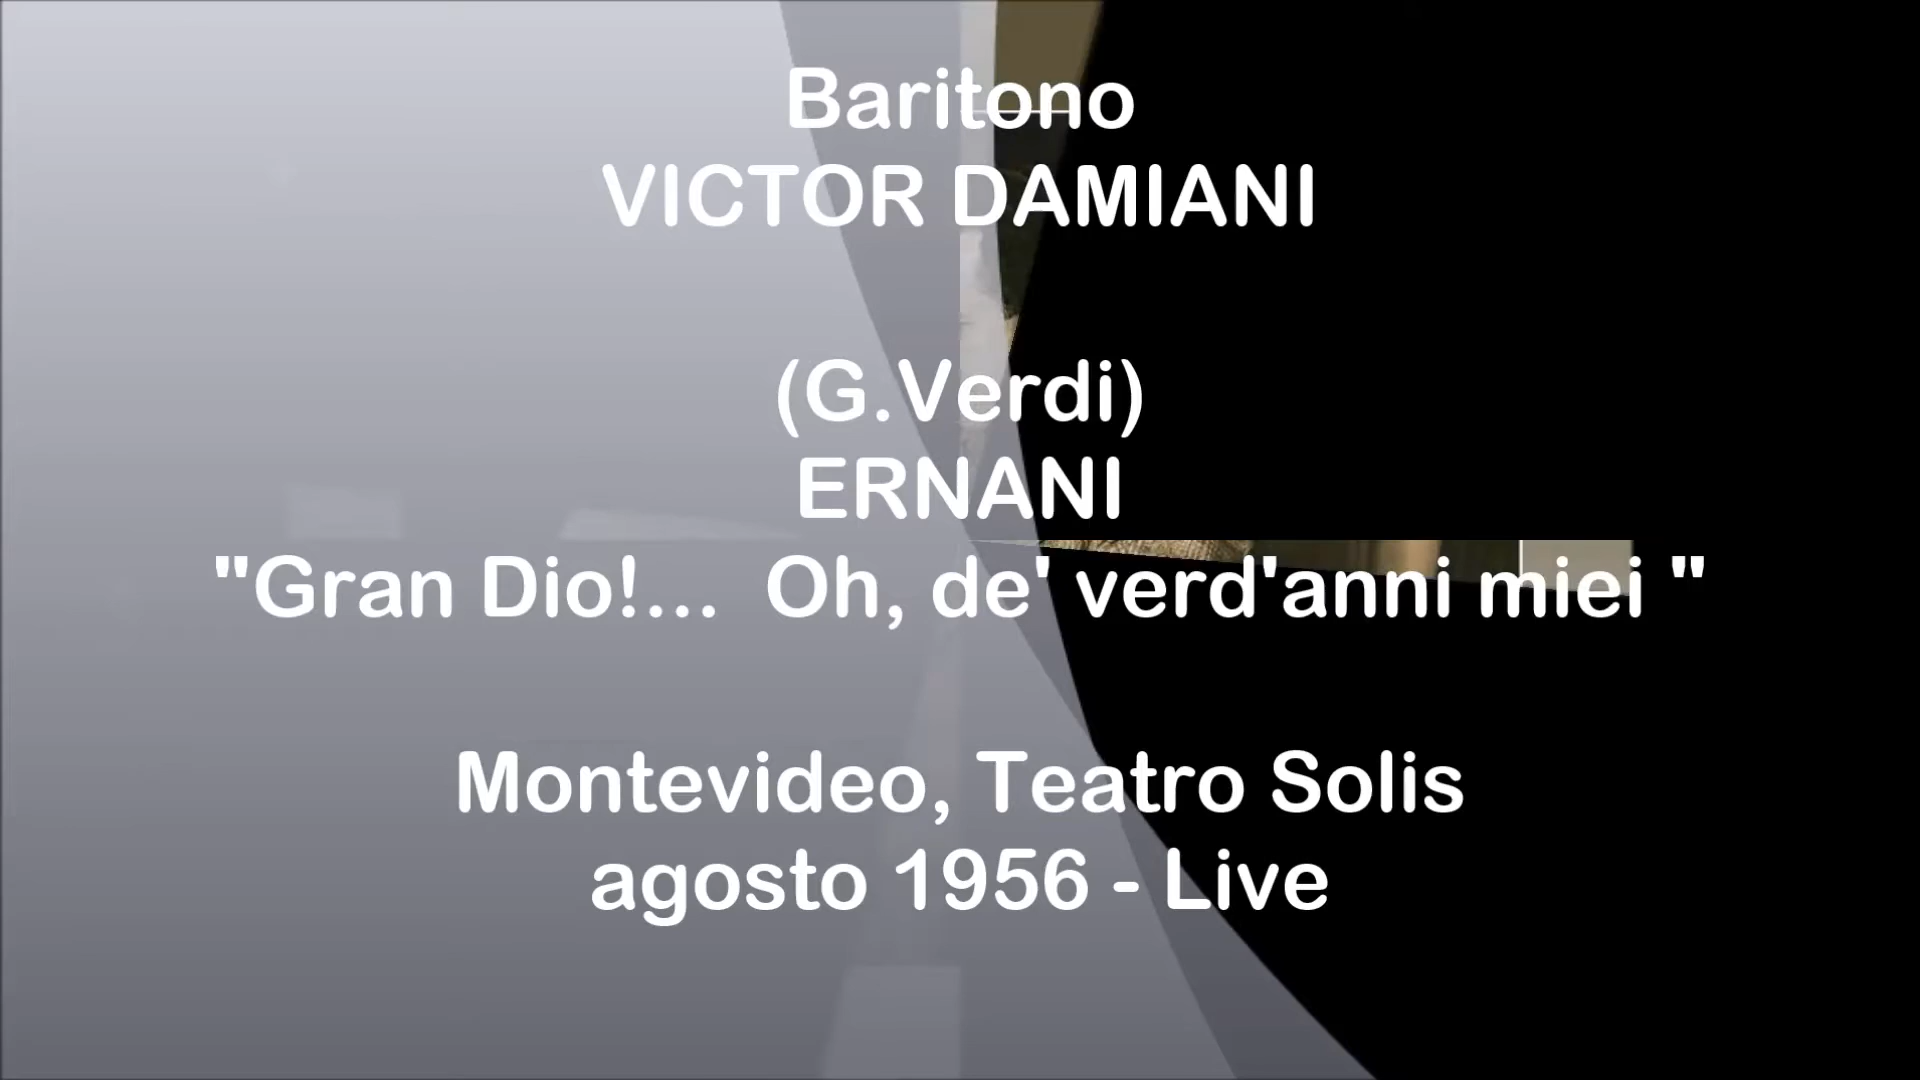 Baritono
VICTOR DAMIANI
(G.Verdi)
ERNANI
"Gran Dio!... Oh, de' verd'anni miei "
Montevideo, Teatro Solis
agosto 1956 - Live